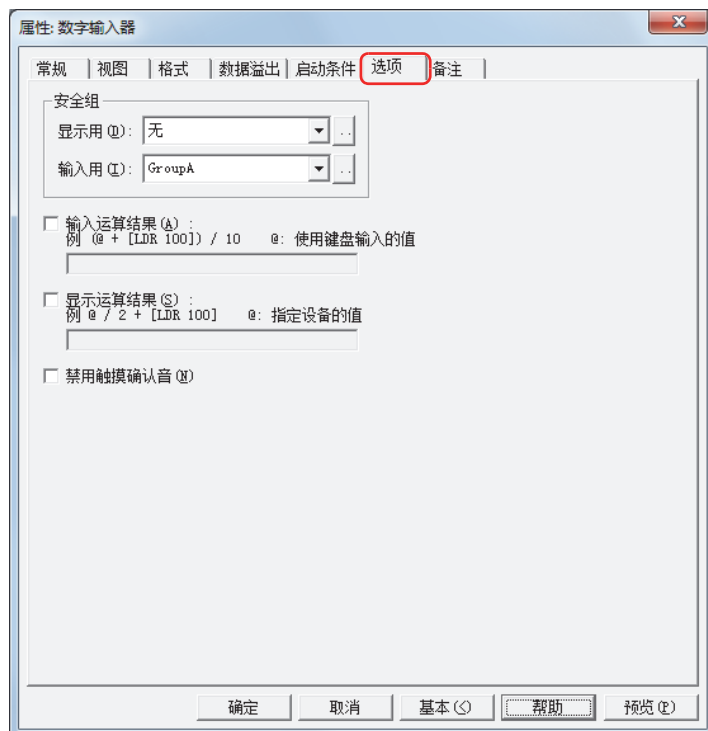 属性: 数字输入器
常规 视图 格式 数据溢出 启动条件 选项 备注
安全组
显示用(D): 无 ..
输入用(I): GroupA ..
输入运算结果(A) :
例 (@ + [LDR 100]) / 10 @: 使用键盘输入的值
显示运算结果(S) :
例 @ / 2 + [LDR 100] @: 指定设备的值
禁用触摸确认音(N)
确定 取消 基本(<) 帮助 预览(P)